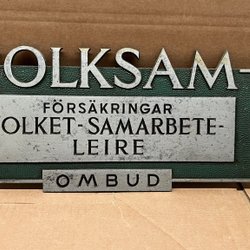 OLKSAM
FÖRSÄKRINGAR
OLKET-SAMARBETE-
LEIRE
OMBUD